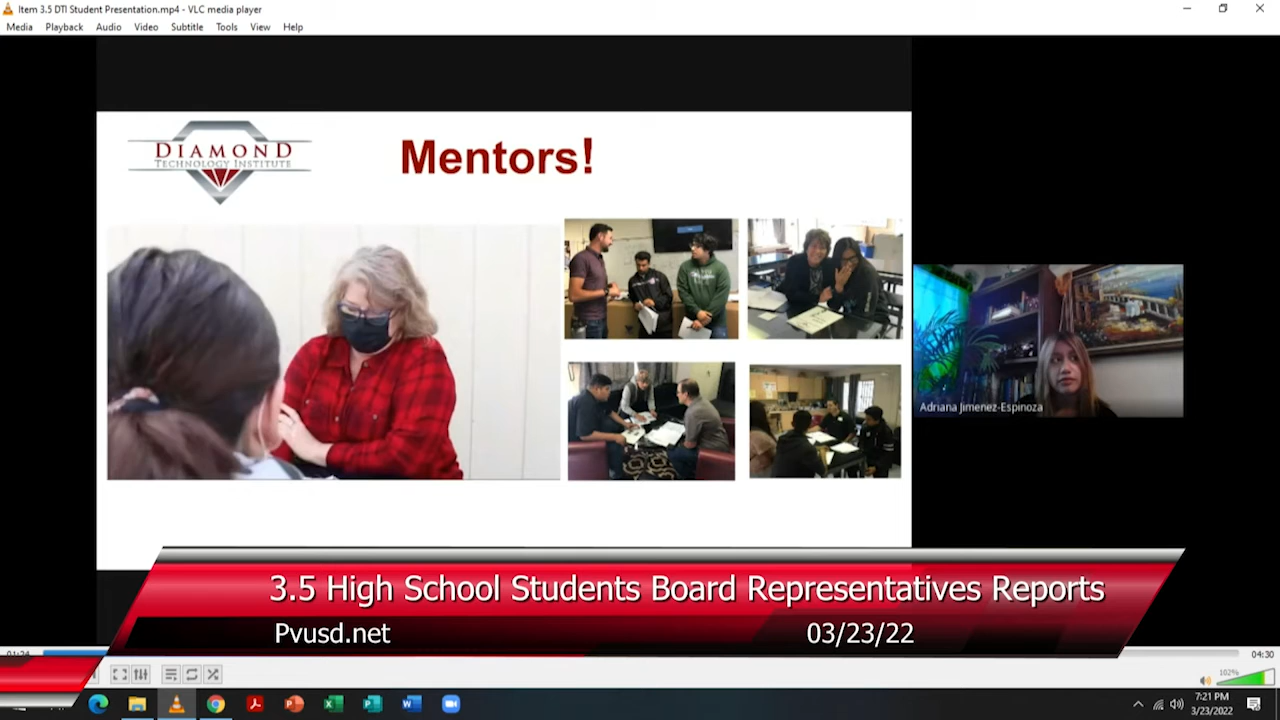 Item 3.5 DTI Student Presentation.mp4 - VLC media player
Media Playback Audio Video Subtitle Tools View Help
DIAMOND
TECHNOLOGY INSTITUTE
Mentors!
Adriana Jimenez-Espinoza
3.5 High School Students Board Representatives Reports
Pvusd.net 03/23/22
04:30
102%
7:21 PM
3/23/2022